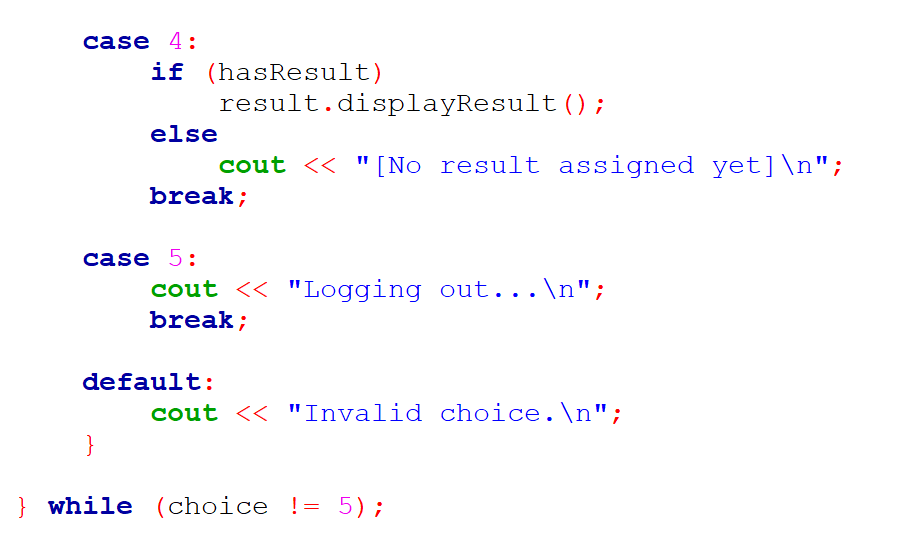 case 4:
if (hasResult)
result.displayResult();
else
cout << "[No result assigned yet]\n";
break;
case 5:
cout << "Logging out...\n";
break;
default:
cout << "Invalid choice.\n";
}
} while (choice != 5);